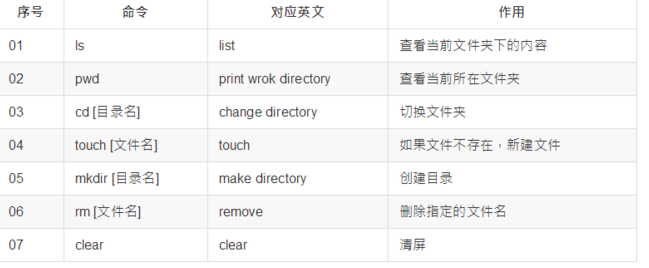 序号 命令 对应英文 作用
01 ls list 查看当前文件夹下的内容
02 pwd print wrok directory 查看当前所在文件夹
03 cd [目录名] change directory 切换文件夹
04 touch [文件名] touch 如果文件不存在，新建文件
05 mkdir [目录名] make directory 创建目录
06 rm [文件名] remove 删除指定的文件名
07 clear clear 清屏